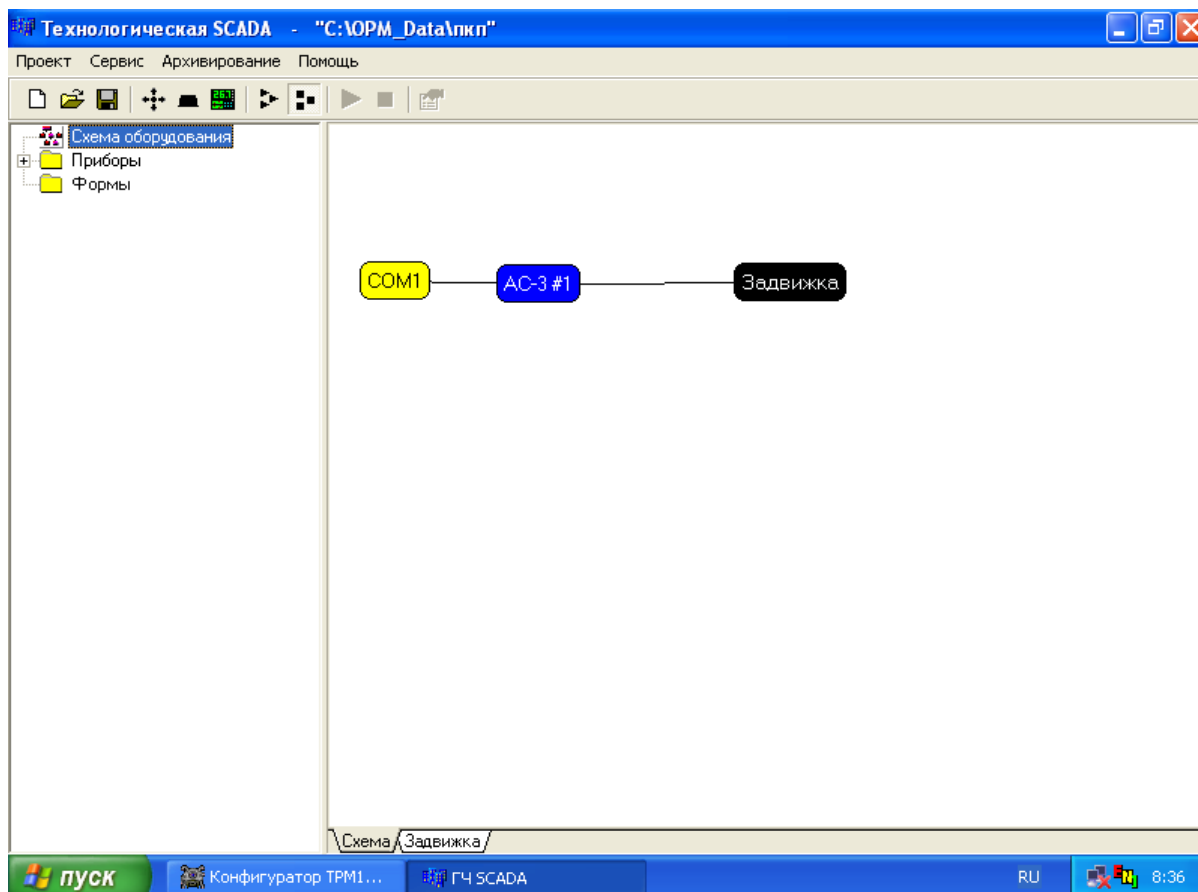 Технологическая SCADA - "C:\OPM_Data\пкп"
Проект Сервис Архивирование Помощь
Схема оборудования
Приборы
Формы
COM1
АС-3 #1
Задвижка
Схема Задвижка
пуск
Конфигуратор ТРМ1...
ГЧ SCADA
RU
8:36